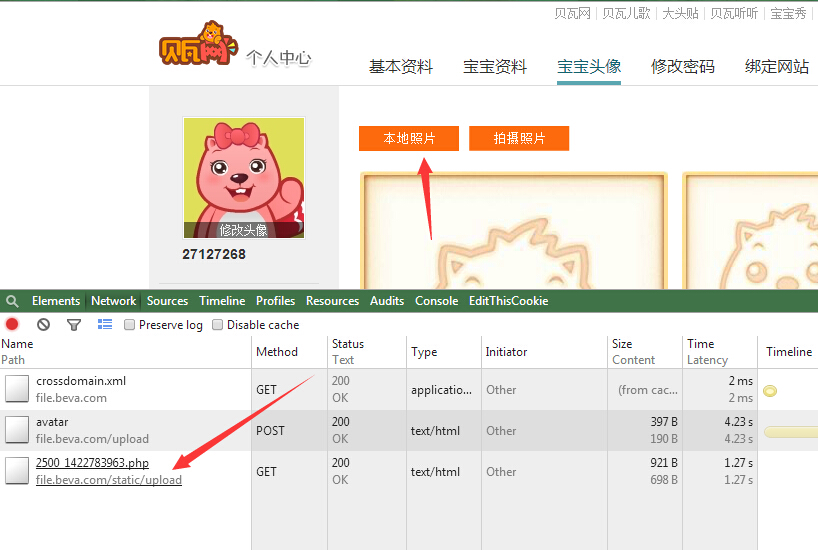 贝瓦网 贝瓦儿歌 大头贴 贝瓦听听 宝宝秀
贝瓦网 个人中心
基本资料 宝宝资料 宝宝头像 修改密码 绑定网站
本地照片 拍摄照片
修改头像
27127268
Elements Network Sources Timeline Profiles Resources Audits Console EditThisCookie
Preserve log Disable cache
Name Method Status Type Initiator Size Time Timeline
Path Text Content Latency
crossdomain.xml GET 200 applicatio... Other (from cac... 2 ms
file.beva.com OK 2 ms
avatar POST 200 text/html Other 397 B 4.23 s
file.beva.com/upload OK 190 B 4.23 s
2500_1422783963.php GET 200 text/html Other 921 B 1.27 s
file.beva.com/static/upload OK 698 B 1.27 s